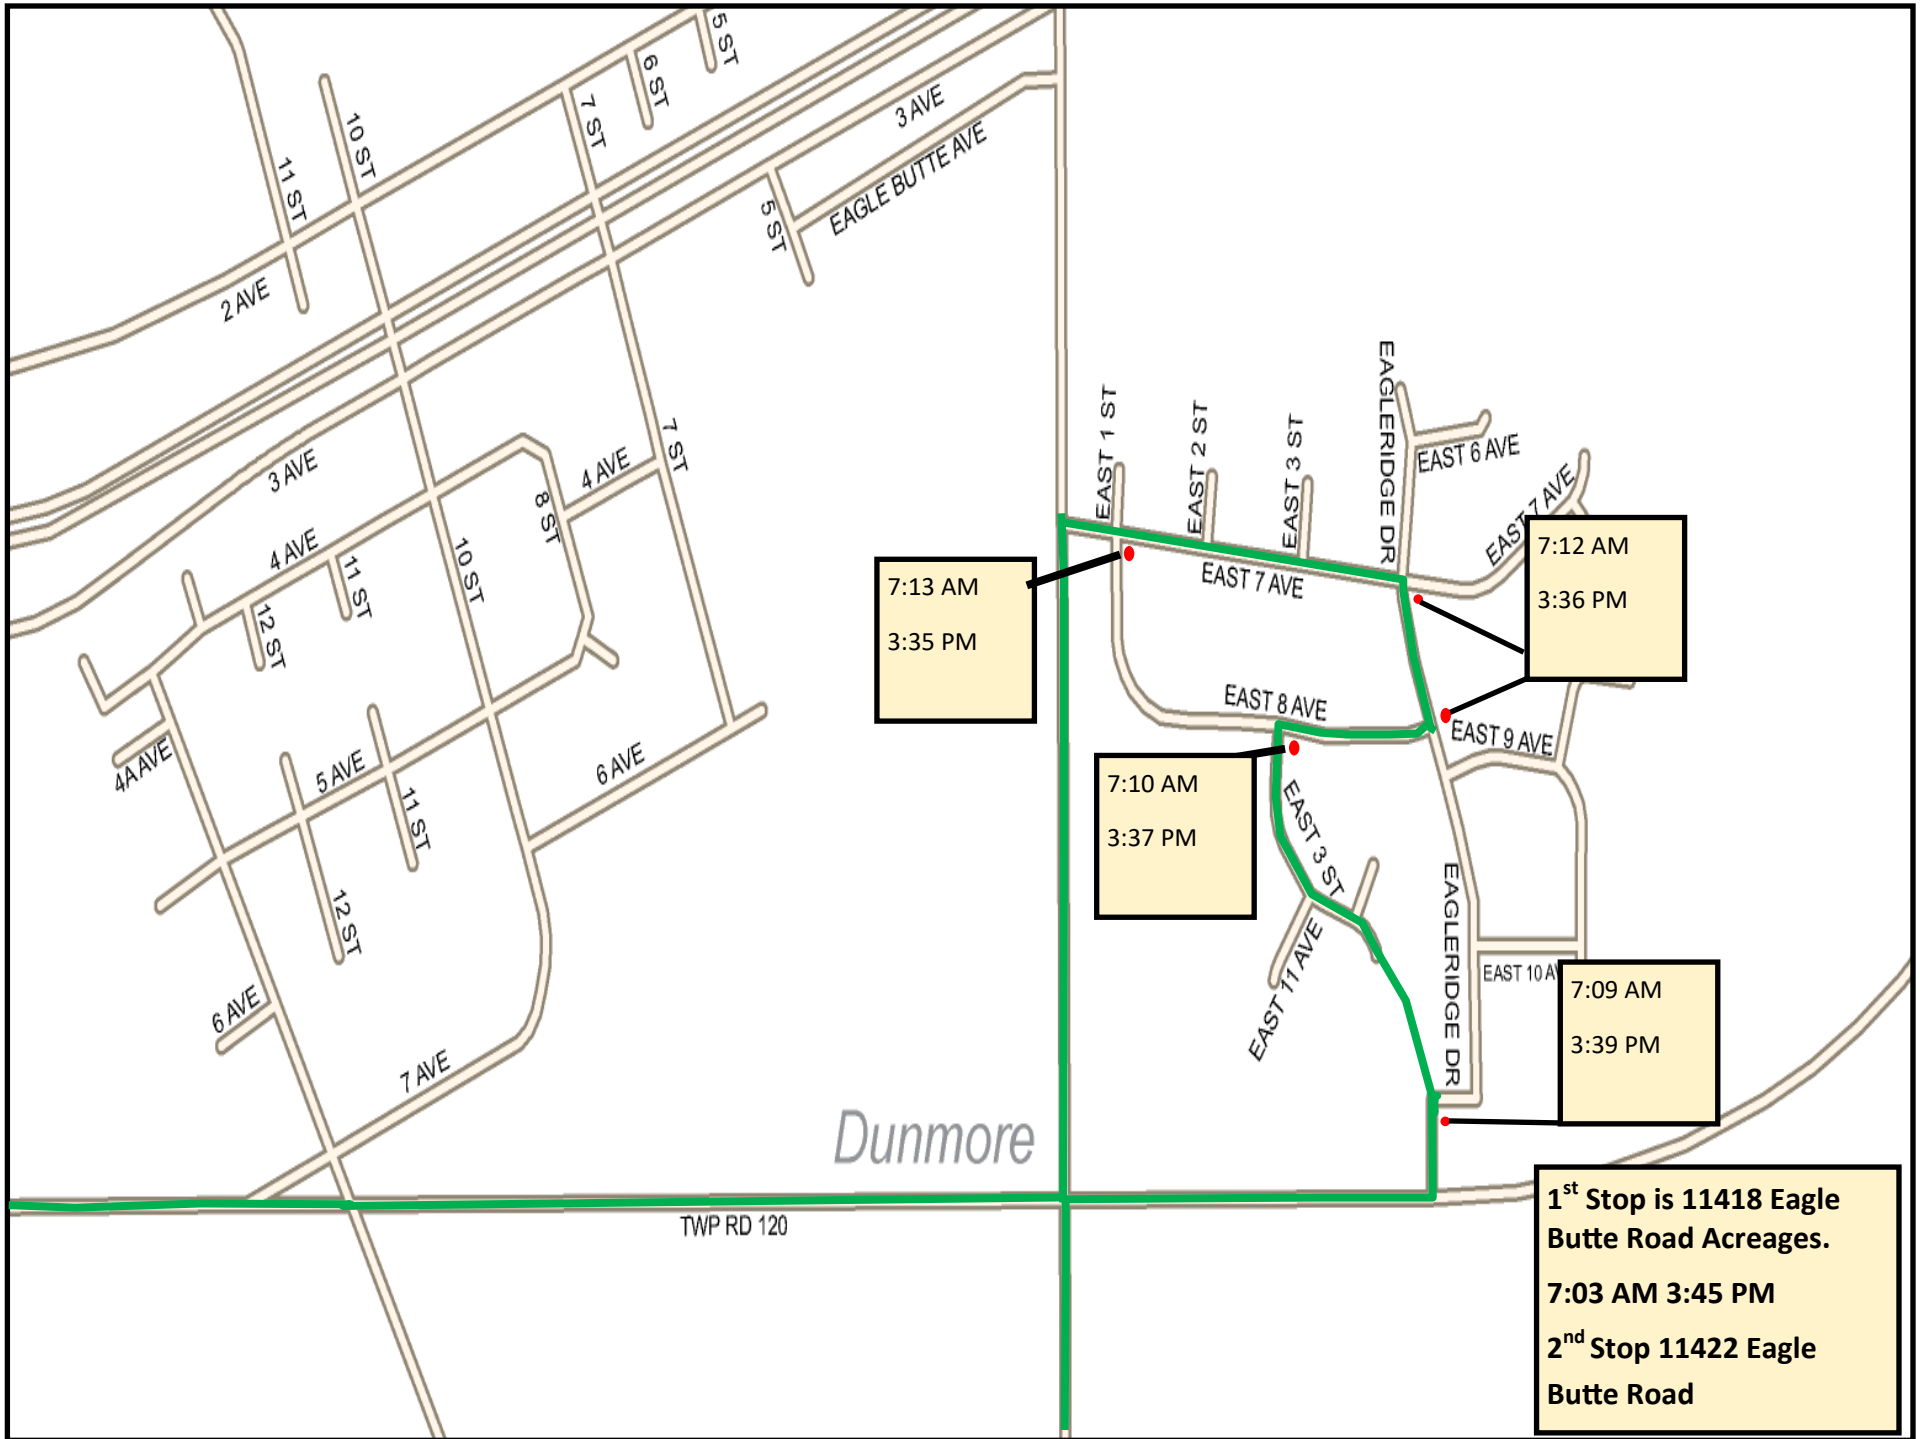 5 ST
6 ST
7 ST
10 ST
11 ST
3 AVE
EAGLE BUTTE AVE
5 ST
2 AVE
3 AVE
7 ST
4 AVE
8 ST
4 AVE
11 ST
10 ST
12 ST
4A AVE
5 AVE
11 ST
6 AVE
12 ST
6 AVE
7 AVE
EAST 1 ST
EAST 2 ST
EAST 3 ST
EAGLERIDGE DR
EAST 6 AVE
EAST 7 AVE
EAST 7 AVE
7:13 AM
3:35 PM
7:12 AM
3:36 PM
EAST 8 AVE
EAST 9 AVE
7:10 AM
3:37 PM
EAST 3 ST
EAST 11 AVE
EAGLERIDGE DR
EAST 10 AV
7:09 AM
3:39 PM
Dunmore
TWP RD 120
1st Stop is 11418 Eagle
Butte Road Acreages.
7:03 AM 3:45 PM
2nd Stop 11422 Eagle
Butte Road